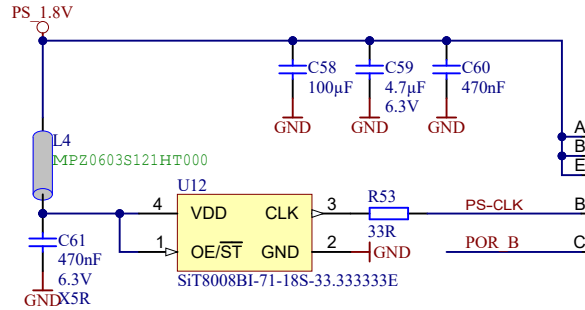 PS_1.8V
C58
100µF
GND
C59
4.7µF
6.3V
GND
C60
470nF
GND
A
B
E
L4
MPZ0603S121HT000
U12
4
VDD
CLK
3
R53
33R
PS-CLK
B
1
OE/ST
GND
2
GND
POR_B
C
SiT8008BI-71-18S-33.333333E
C61
470nF
6.3V
X5R
GND